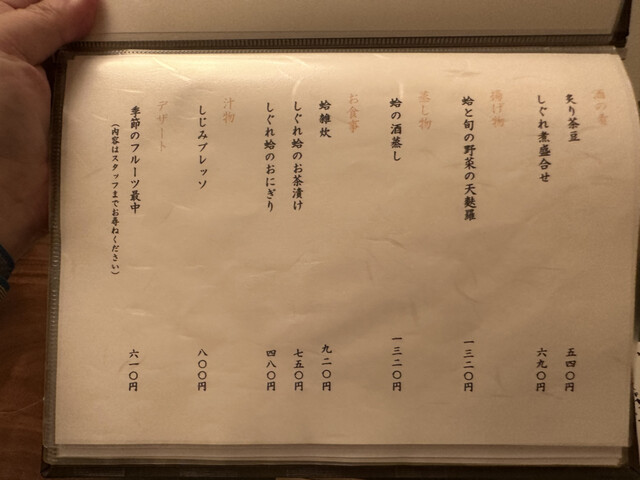 酒の肴
炙り茶豆 五四〇円
しぐれ煮盛合せ 六九〇円
揚げ物
蛤と旬の野菜の天麩羅 一三二〇円
蒸し物
蛤の酒蒸し 一三二〇円
お食事
蛤雑炊 九二〇円
しぐれ蛤のお茶漬け 七五〇円
しぐれ蛤のおにぎり 四八〇円
汁物
しじみブレッソ 八〇〇円
デザート
季節のフルーツ最中 六一〇円
（内容はスタッフまでお尋ねください）